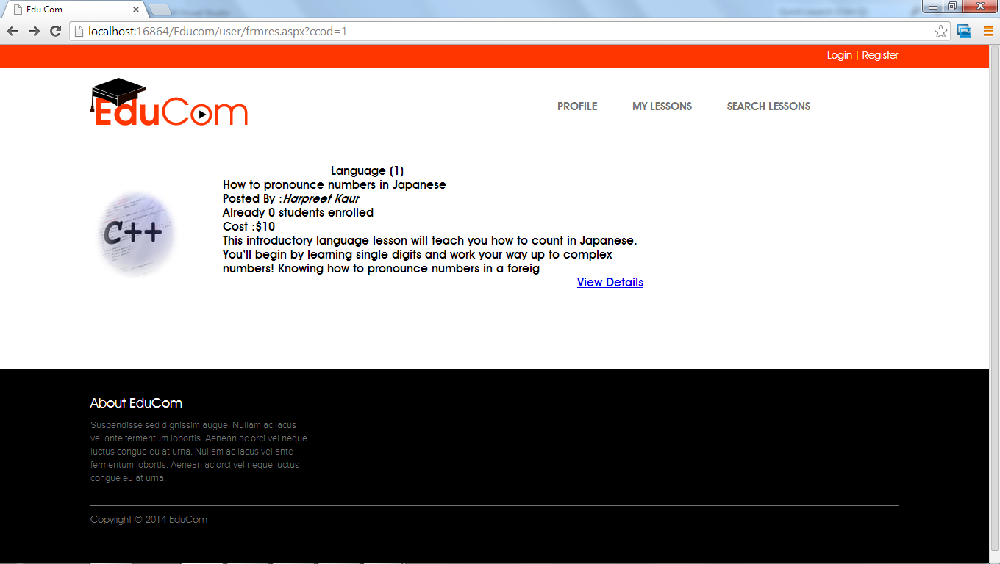 Edu Com
localhost:16864/Educom/user/frmres.aspx?ccod=1
Login | Register
EduCom
PROFILE MY LESSONS SEARCH LESSONS
Language (1)
How to pronounce numbers in Japanese
Posted By :Harpreet Kaur
Already 0 students enrolled
Cost :$10
C++
This introductory language lesson will teach you how to count in Japanese.
You'll begin by learning single digits and work your way up to complex
numbers! Knowing how to pronounce numbers in a foreig
View Details
About EduCom
Suspendisse sed dignissim augue. Nullam ac lacus
vel ante fermentum lobortis. Aenean ac orci vel neque
luctus congue eu at urna. Nullam ac lacus vel ante
fermentum lobortis. Aenean ac orci vel neque luctus
congue eu at urna.
Copyright © 2014 EduCom